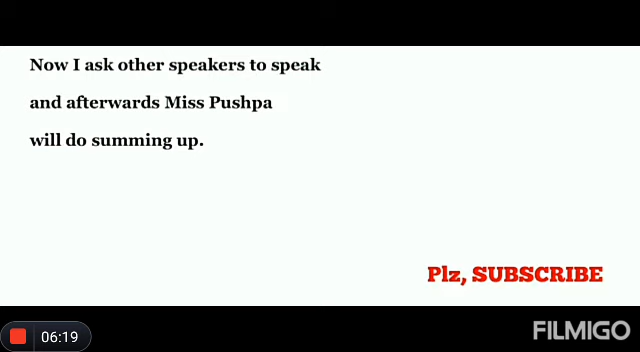 Now I ask other speakers to speak
and afterwards Miss Pushpa
will do summing up.
Plz, SUBSCRIBE
06:19
FILMIGO